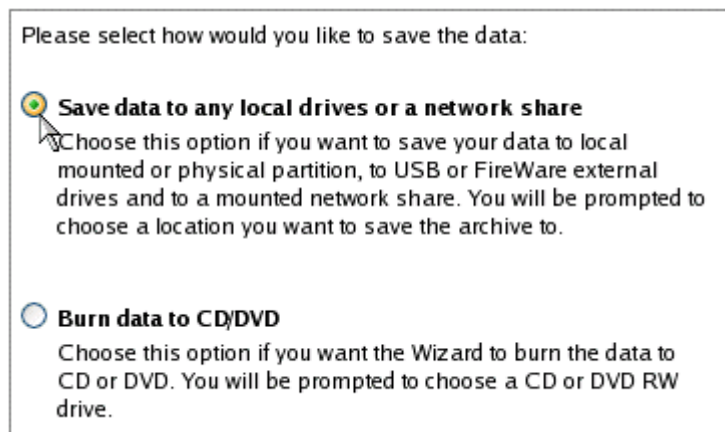 Please select how would you like to save the data:
Save data to any local drives or a network share
Choose this option if you want to save your data to local
mounted or physical partition, to USB or FireWare external
drives and to a mounted network share. You will be prompted to
choose a location you want to save the archive to.
Burn data to CD/DVD
Choose this option if you want the Wizard to burn the data to
CD or DVD. You will be prompted to choose a CD or DVD RW
drive.